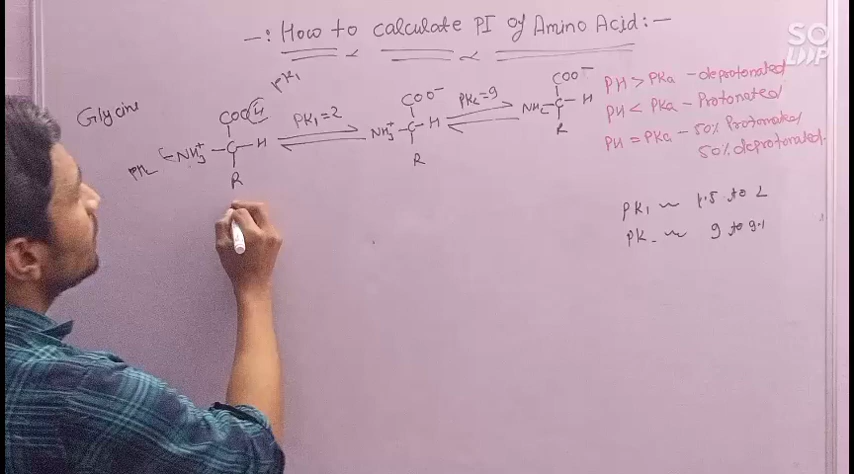 -: How to calculate PI of Amino Acid:-
SO
LOOP
Glycine
PK₁
COOH
NH₃⁺ -C- H
R
PK₁=2
COO⁻
NH₃⁺ -C- H
R
PK₂=9
COO⁻
NH₂ -C- H
R
PH > PKa - deprotonated
PH < PKa - Protonated
PH = PKa - 50% Protonated
50% deprotonated.
PK₁ ~ 1.5 to 2
9 to 9.1